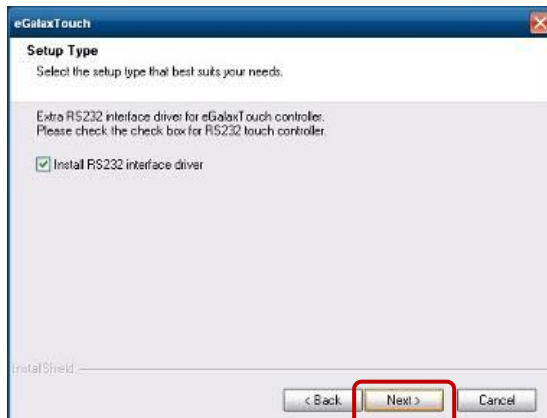 eGalaxTouch
Setup Type
Select the setup type that best suits your needs.
Extra RS232 interface driver for eGalaxTouch controller.
Please check the check box for RS232 touch controller.
Install RS232 interface driver
InstallShield
< Back
Next >
Cancel